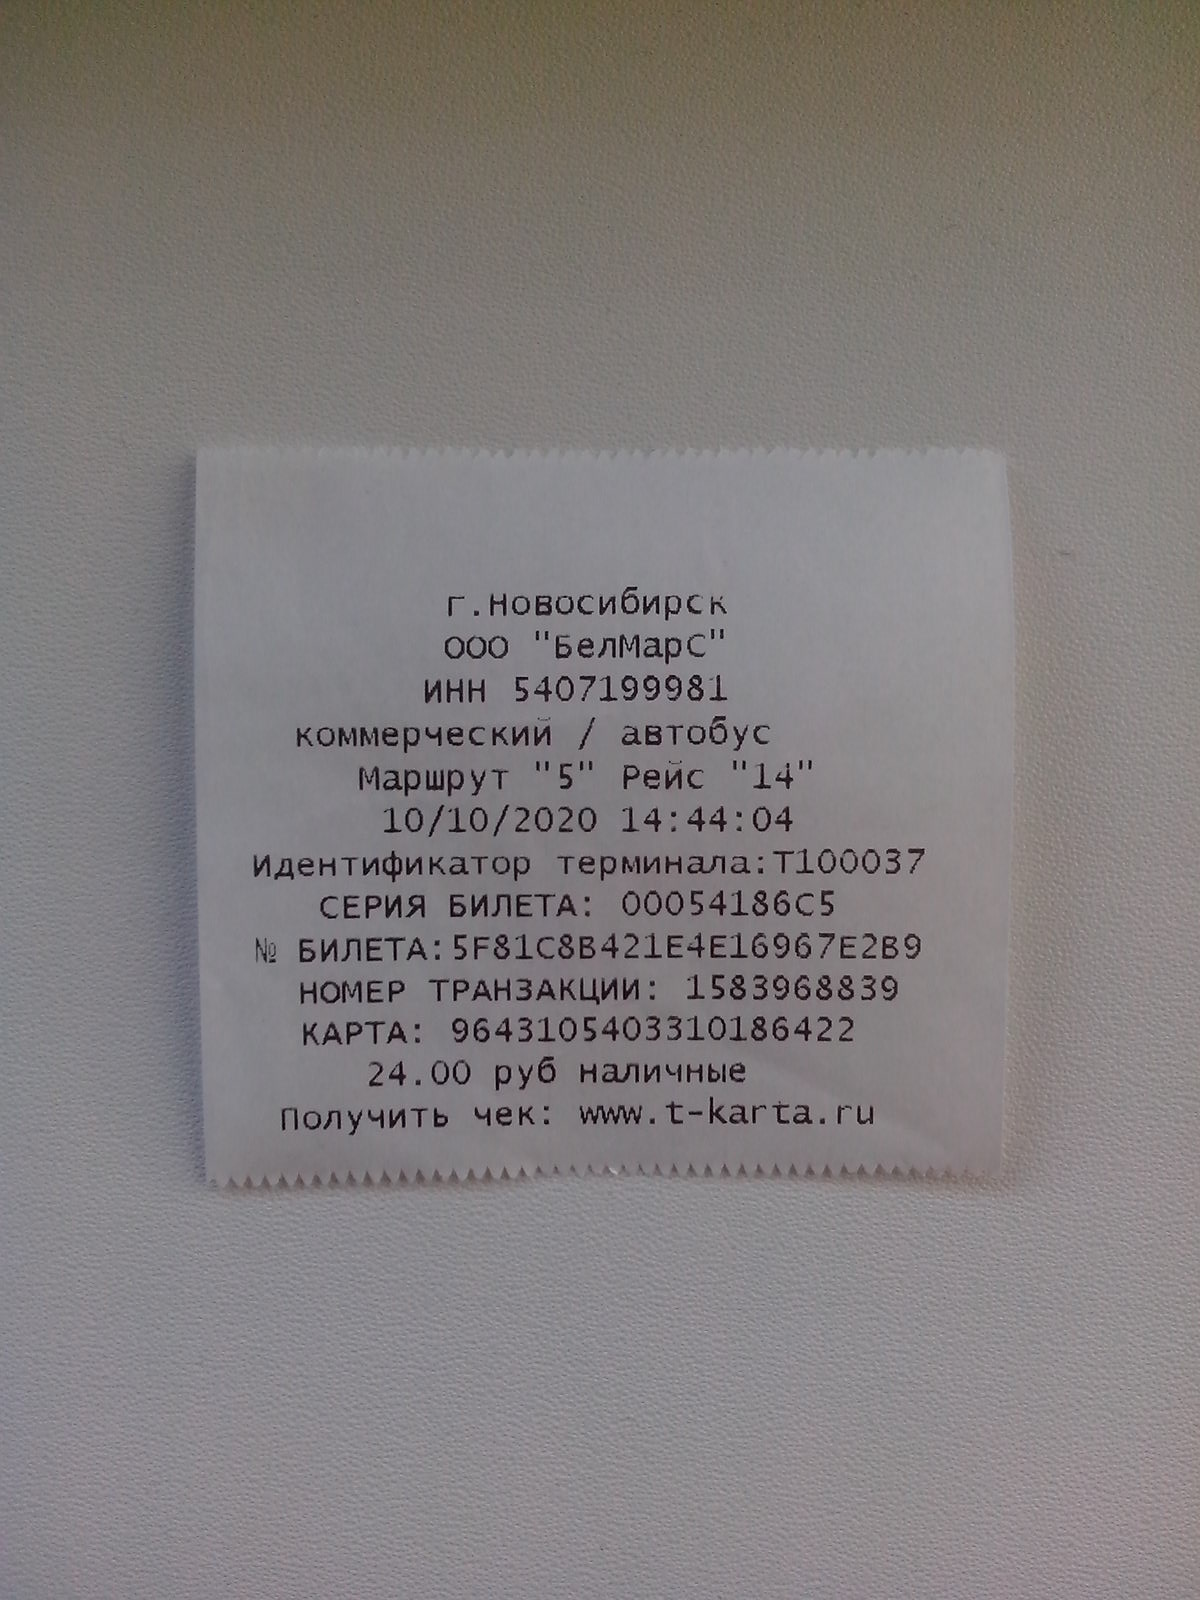 г.Новосибирск
ООО "БелМарС"
ИНН 5407199981
коммерческий / автобус
Маршрут "5" Рейс "14"
10/10/2020 14:44:04
Идентификатор терминала:Т100037
СЕРИЯ БИЛЕТА: 00054186C5
№ БИЛЕТА:5F81C8B421E4E16967E2B9
НОМЕР ТРАНЗАКЦИИ: 1583968839
КАРТА: 9643105403310186422
24.00 руб наличные
Получить чек: www.t-karta.ru